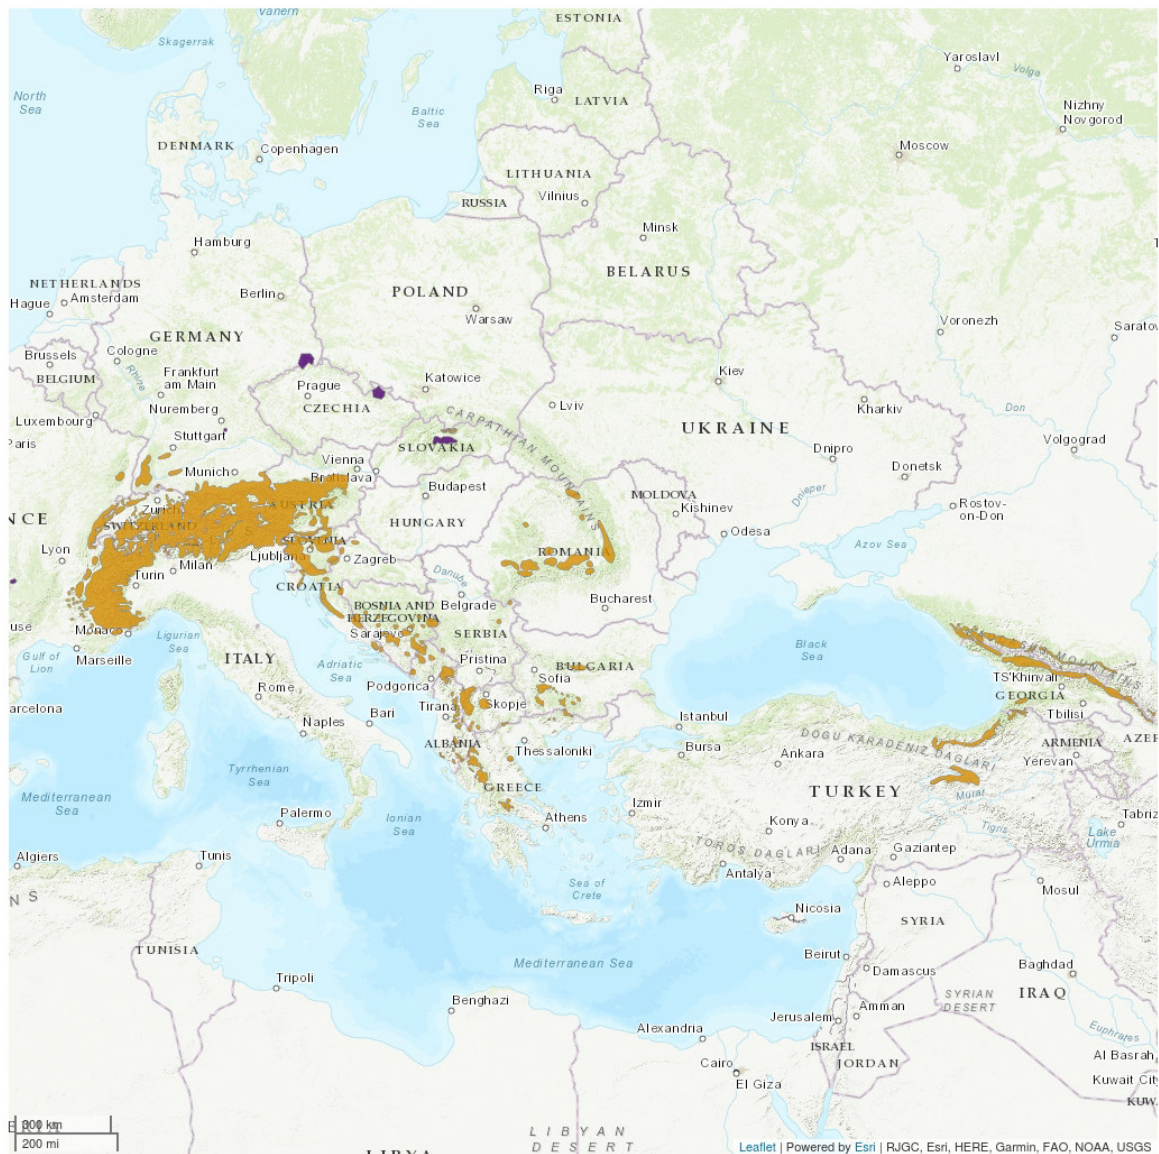 ESTONIA
Vanern
Skagerrak
Yaroslavl
Volga
North
Sea
Riga
LATVIA
Nizhny
Novgorod
Baltic
Sea
DENMARK
Copenhagen
Moscow
LITHUANIA
Vilnius
RUSSIA
Minsk
Hamburg
BELARUS
NETHERLANDS
Amsterdam
Hague
Berlin
POLAND
Warsaw
Voronezh
Saratov
GERMANY
Brussels
Cologne
BELGIUM
Rhine
Frankfurt
am Main
Prague
Katowice
Kiev
Lviv
Kharkiv
Don
Luxembourg
Nuremberg
CZECHIA
CARPATHIAN MOUNTAINS
UKRAINE
Paris
Stuttgart
SLOVAKIA
Dnipro
Volgograd
Munich
Vienna
Bratislava
Donetsk
Budapest
MOLDOVA
Dnieper
Zurich
AUSTRIA
Kishinev
Rostov-
on-Don
NCE
SWITZERLAND
HUNGARY
Odessa
Lyon
SLOVENIA
Ljubljana
Zagreb
ROMANIA
Azov Sea
Milan
Turin
CROATIA
Danube
Belgrade
Bucharest
BOSNIA AND
HERZEGOVINA
Sarajevo
Monaco
Ligurian
Sea
SERBIA
Black
Sea
use
Marseille
Gulf of
Lion
ITALY
Adriatic
Sea
Pristina
BULGARIA
Sofia
CAUCASUS MOUNTAINS
TS'Khinvali
GEORGIA
Podgorica
Skopje
Rome
arcelona
Bari
Tirana
Istanbul
Tbilisi
Naples
ALBANIA
Thessaloniki
Bursa
DOGU KARADENIZ DAGLARI
Ankara
ARMENIA
Yerevan
AZER
Tyrrhenian
Sea
Mediterranean
Sea
GREECE
TURKEY
Murat
Palermo
Ionian
Sea
Izmir
Athens
Konya
Tigris
Tabriz
Lake
Urmia
Algiers
Tunis
TOROS DAGLARI
Adana
Gaziantep
Antalya
Sea of
Crete
Aleppo
Mosul
NS
Nicosia
SYRIA
TUNISIA
Mediterranean Sea
Beirut
Damascus
Baghdad
Tripoli
SYRIAN
DESERT
IRAQ
Benghazi
Amman
Jerusalem
Alexandria
Euphrates
ISRAEL
JORDAN
Cairo
El Giza
Al Basrah
Kuwait City
KUW
300 km
200 mi
LIBYAN
DESERT
LIBYA
Leaflet | Powered by Esri | RJGC, Esri, HERE, Garmin, FAO, NOAA, USGS